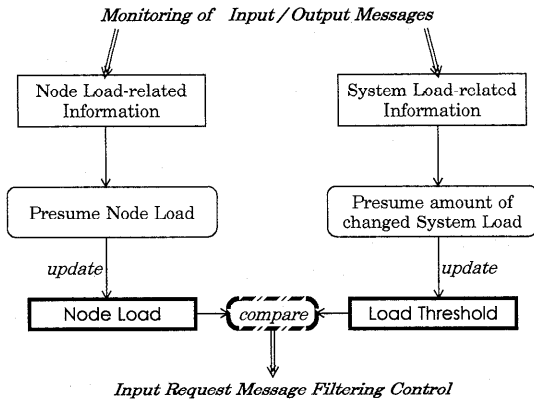 Monitoring of Input / Output Messages
Node Load-related
Information
System Load-related
Information
Presume Node Load
Presume amount of
changed System Load
update
update
Node Load
compare
Load Threshold
Input Request Message Filtering Control